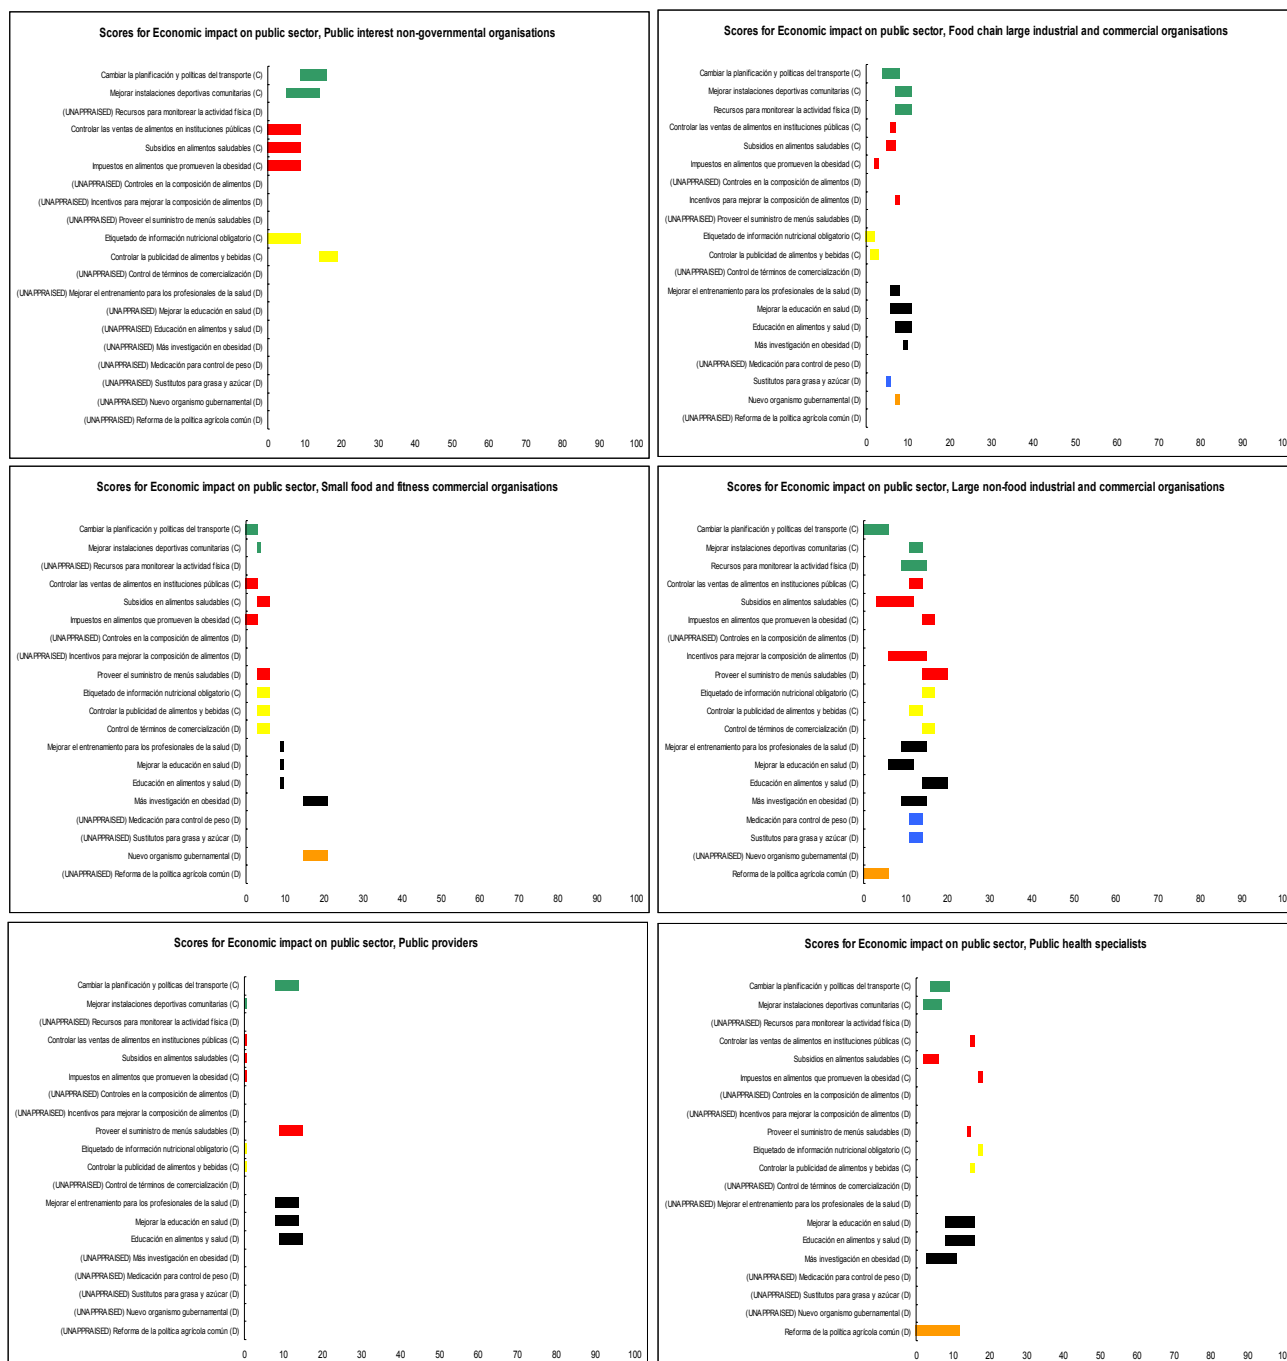 Scores for Economic impact on public sector, Public interest non-governmental organisations
Cambiar la planificación y políticas del transporte (C)
Mejorar instalaciones deportivas comunitarias (C)
(UNAPPRAISED) Recursos para monitorear la actividad física (D)
Controlar las ventas de alimentos en instituciones públicas (C)
Subsidios en alimentos saludables (C)
Impuestos en alimentos que promueven la obesidad (C)
(UNAPPRAISED) Controles en la composición de alimentos (D)
(UNAPPRAISED) Incentivos para mejorar la composición de alimentos (D)
(UNAPPRAISED) Proveer el suministro de menús saludables (D)
Etiquetado de información nutricional obligatorio (C)
Controlar la publicidad de alimentos y bebidas (C)
(UNAPPRAISED) Control de términos de comercialización (D)
(UNAPPRAISED) Mejorar el entrenamiento para los profesionales de la salud (D)
(UNAPPRAISED) Mejorar la educación en salud (D)
(UNAPPRAISED) Educación en alimentos y salud (D)
(UNAPPRAISED) Más investigación en obesidad (D)
(UNAPPRAISED) Medicación para control de peso (D)
(UNAPPRAISED) Sustitutos para grasa y azúcar (D)
(UNAPPRAISED) Nuevo organismo gubernamental (D)
(UNAPPRAISED) Reforma de la política agrícola común (D)
0 10 20 30 40 50 60 70 80 90 100
Scores for Economic impact on public sector, Food chain large industrial and commercial organisations
Cambiar la planificación y políticas del transporte (C)
Mejorar instalaciones deportivas comunitarias (C)
Recursos para monitorear la actividad física (D)
Controlar las ventas de alimentos en instituciones públicas (C)
Subsidios en alimentos saludables (C)
Impuestos en alimentos que promueven la obesidad (C)
(UNAPPRAISED) Controles en la composición de alimentos (D)
Incentivos para mejorar la composición de alimentos (D)
(UNAPPRAISED) Proveer el suministro de menús saludables (D)
Etiquetado de información nutricional obligatorio (C)
Controlar la publicidad de alimentos y bebidas (C)
(UNAPPRAISED) Control de términos de comercialización (D)
Mejorar el entrenamiento para los profesionales de la salud (D)
Mejorar la educación en salud (D)
Educación en alimentos y salud (D)
Más investigación en obesidad (D)
(UNAPPRAISED) Medicación para control de peso (D)
Sustitutos para grasa y azúcar (D)
Nuevo organismo gubernamental (D)
(UNAPPRAISED) Reforma de la política agrícola común (D)
0 10 20 30 40 50 60 70 80 90
Scores for Economic impact on public sector, Small food and fitness commercial organisations
Cambiar la planificación y políticas del transporte (C)
Mejorar instalaciones deportivas comunitarias (C)
(UNAPPRAISED) Recursos para monitorear la actividad física (D)
Controlar las ventas de alimentos en instituciones públicas (C)
Subsidios en alimentos saludables (C)
Impuestos en alimentos que promueven la obesidad (C)
(UNAPPRAISED) Controles en la composición de alimentos (D)
(UNAPPRAISED) Incentivos para mejorar la composición de alimentos (D)
Proveer el suministro de menús saludables (D)
Etiquetado de información nutricional obligatorio (C)
Controlar la publicidad de alimentos y bebidas (C)
Control de términos de comercialización (D)
Mejorar el entrenamiento para los profesionales de la salud (D)
Mejorar la educación en salud (D)
Educación en alimentos y salud (D)
Más investigación en obesidad (D)
(UNAPPRAISED) Medicación para control de peso (D)
(UNAPPRAISED) Sustitutos para grasa y azúcar (D)
Nuevo organismo gubernamental (D)
(UNAPPRAISED) Reforma de la política agrícola común (D)
0 10 20 30 40 50 60 70 80 90 100
Scores for Economic impact on public sector, Large non-food industrial and commercial organisations
Cambiar la planificación y políticas del transporte (C)
Mejorar instalaciones deportivas comunitarias (C)
Recursos para monitorear la actividad física (D)
Controlar las ventas de alimentos en instituciones públicas (C)
Subsidios en alimentos saludables (C)
Impuestos en alimentos que promueven la obesidad (C)
(UNAPPRAISED) Controles en la composición de alimentos (D)
Incentivos para mejorar la composición de alimentos (D)
Proveer el suministro de menús saludables (D)
Etiquetado de información nutricional obligatorio (C)
Controlar la publicidad de alimentos y bebidas (C)
Control de términos de comercialización (D)
Mejorar el entrenamiento para los profesionales de la salud (D)
Mejorar la educación en salud (D)
Educación en alimentos y salud (D)
Más investigación en obesidad (D)
Medicación para control de peso (D)
Sustitutos para grasa y azúcar (D)
(UNAPPRAISED) Nuevo organismo gubernamental (D)
Reforma de la política agrícola común (D)
0 10 20 30 40 50 60 70 80 90
Scores for Economic impact on public sector, Public providers
Cambiar la planificación y políticas del transporte (C)
Mejorar instalaciones deportivas comunitarias (C)
(UNAPPRAISED) Recursos para monitorear la actividad física (D)
Controlar las ventas de alimentos en instituciones públicas (C)
Subsidios en alimentos saludables (C)
Impuestos en alimentos que promueven la obesidad (C)
(UNAPPRAISED) Controles en la composición de alimentos (D)
(UNAPPRAISED) Incentivos para mejorar la composición de alimentos (D)
Proveer el suministro de menús saludables (D)
Etiquetado de información nutricional obligatorio (C)
Controlar la publicidad de alimentos y bebidas (C)
(UNAPPRAISED) Control de términos de comercialización (D)
Mejorar el entrenamiento para los profesionales de la salud (D)
Mejorar la educación en salud (D)
Educación en alimentos y salud (D)
(UNAPPRAISED) Más investigación en obesidad (D)
(UNAPPRAISED) Medicación para control de peso (D)
(UNAPPRAISED) Sustitutos para grasa y azúcar (D)
(UNAPPRAISED) Nuevo organismo gubernamental (D)
(UNAPPRAISED) Reforma de la política agrícola común (D)
0 10 20 30 40 50 60 70 80 90 100
Scores for Economic impact on public sector, Public health specialists
Cambiar la planificación y políticas del transporte (C)
Mejorar instalaciones deportivas comunitarias (C)
(UNAPPRAISED) Recursos para monitorear la actividad física (D)
Controlar las ventas de alimentos en instituciones públicas (C)
Subsidios en alimentos saludables (C)
Impuestos en alimentos que promueven la obesidad (C)
(UNAPPRAISED) Controles en la composición de alimentos (D)
(UNAPPRAISED) Incentivos para mejorar la composición de alimentos (D)
Proveer el suministro de menús saludables (D)
Etiquetado de información nutricional obligatorio (C)
Controlar la publicidad de alimentos y bebidas (C)
(UNAPPRAISED) Control de términos de comercialización (D)
(UNAPPRAISED) Mejorar el entrenamiento para los profesionales de la salud (D)
Mejorar la educación en salud (D)
Educación en alimentos y salud (D)
Más investigación en obesidad (D)
(UNAPPRAISED) Medicación para control de peso (D)
(UNAPPRAISED) Sustitutos para grasa y azúcar (D)
(UNAPPRAISED) Nuevo organismo gubernamental (D)
Reforma de la política agrícola común (D)
0 10 20 30 40 50 60 70 80 90